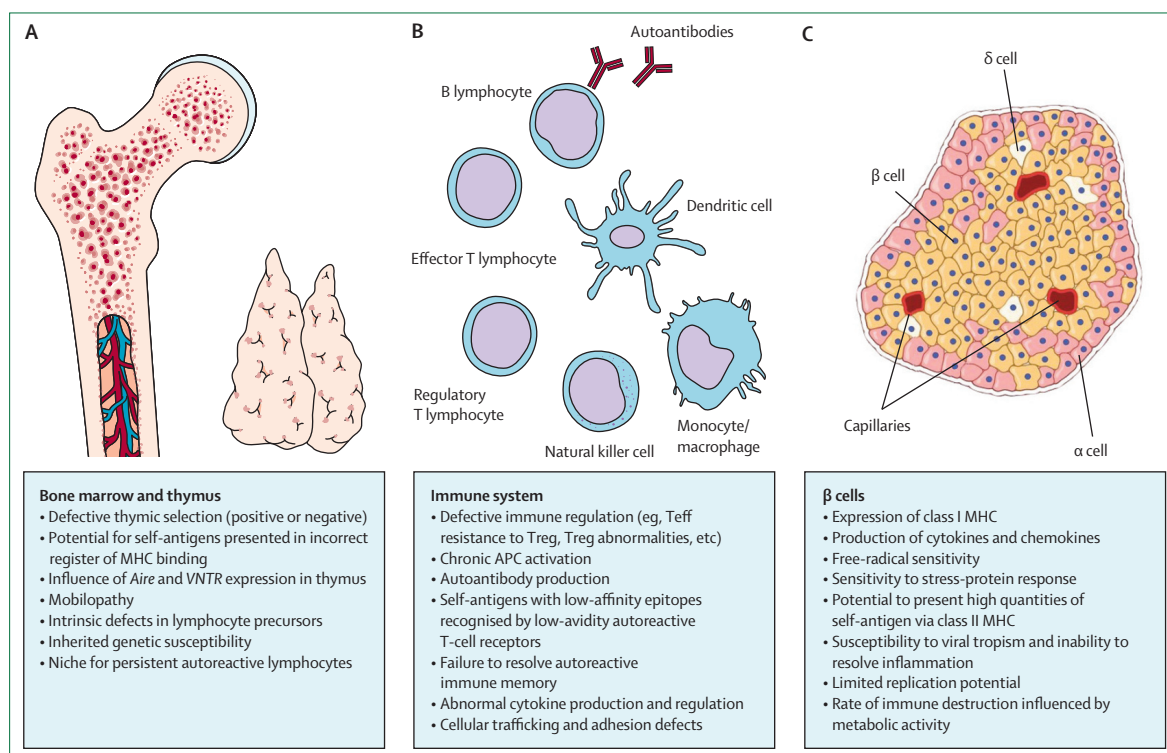 A
B
Autoantibodies
B lymphocyte
Effector T lymphocyte
Dendritic cell
Regulatory
T lymphocyte
Natural killer cell
Monocyte/
macrophage
C
δ cell
β cell
Capillaries
α cell
Bone marrow and thymus
• Defective thymic selection (positive or negative)
• Potential for self-antigens presented in incorrect
register of MHC binding
• Influence of Aire and VNTR expression in thymus
• Mobilopathy
• Intrinsic defects in lymphocyte precursors
• Inherited genetic susceptibility
• Niche for persistent autoreactive lymphocytes
Immune system
• Defective immune regulation (eg, Teff
resistance to Treg, Treg abnormalities, etc)
• Chronic APC activation
• Autoantibody production
• Self-antigens with low-affinity epitopes
recognised by low-avidity autoreactive
T-cell receptors
• Failure to resolve autoreactive
immune memory
• Abnormal cytokine production and regulation
• Cellular trafficking and adhesion defects
β cells
• Expression of class I MHC
• Production of cytokines and chemokines
• Free-radical sensitivity
• Sensitivity to stress-protein response
• Potential to present high quantities of
self-antigen via class II MHC
• Susceptibility to viral tropism and inability to
resolve inflammation
• Limited replication potential
• Rate of immune destruction influenced by
metabolic activity